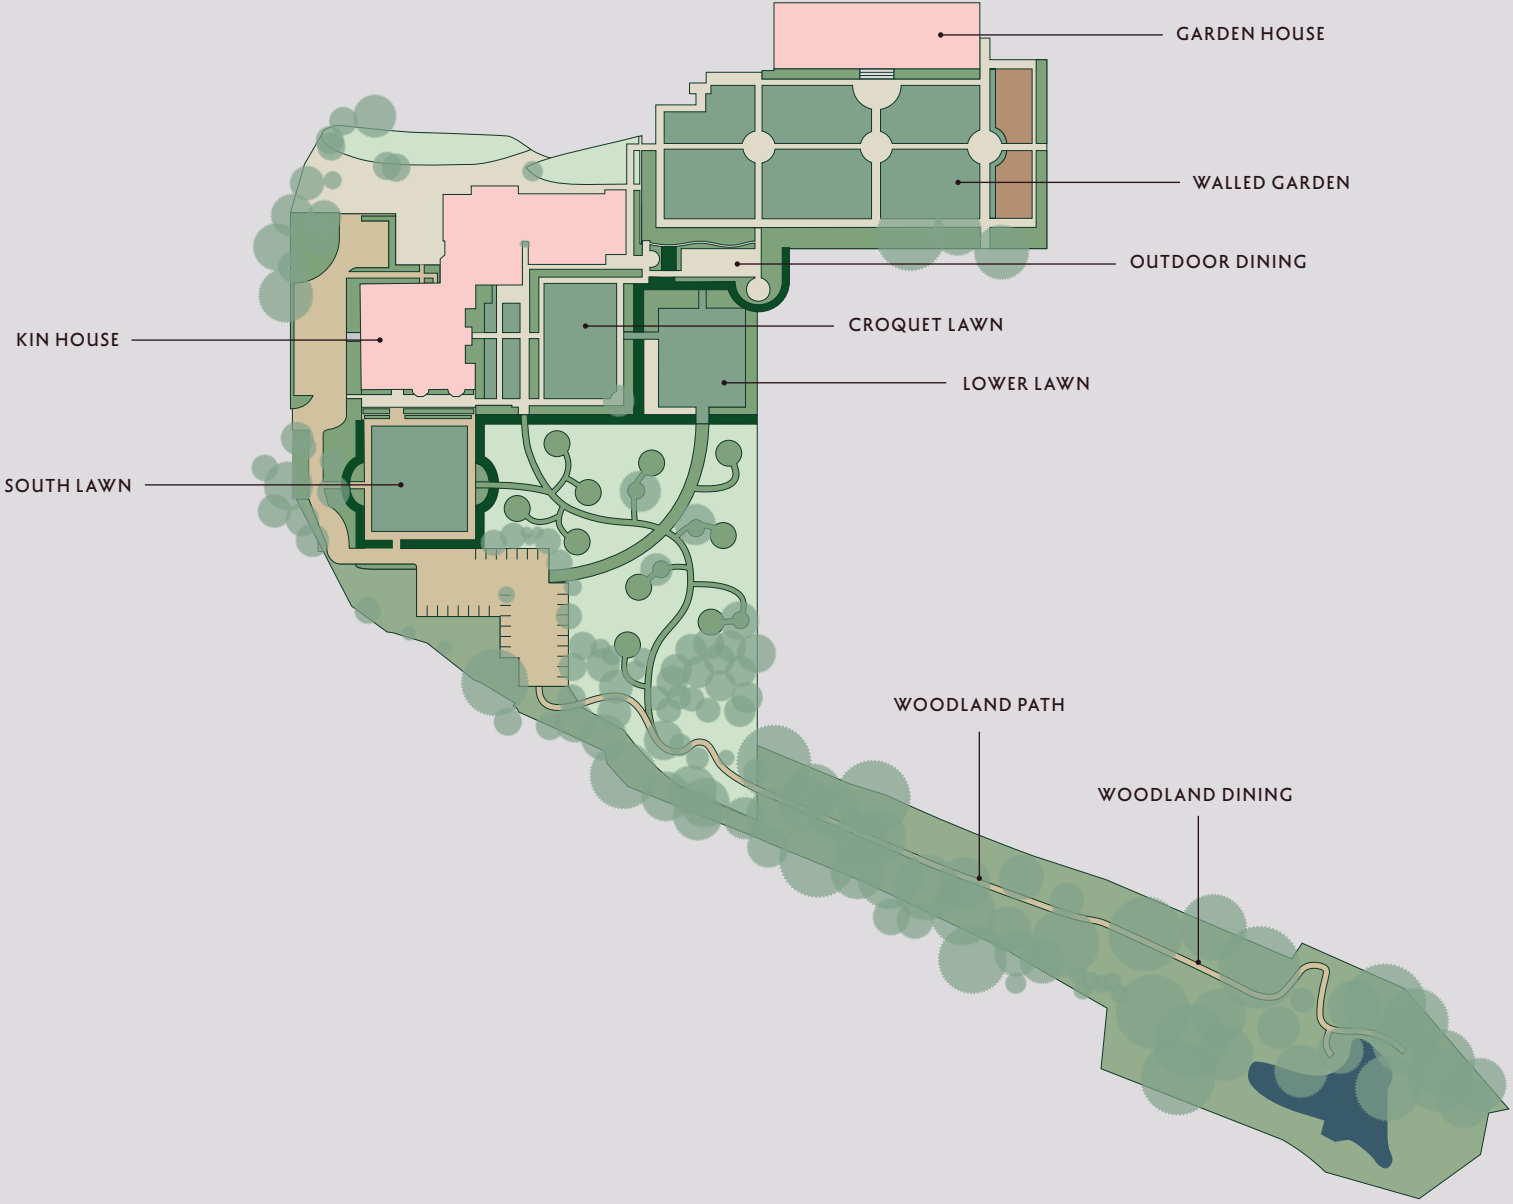 GARDEN HOUSE
WALLED GARDEN
OUTDOOR DINING
CROQUET LAWN
KIN HOUSE
LOWER LAWN
SOUTH LAWN
WOODLAND PATH
WOODLAND DINING